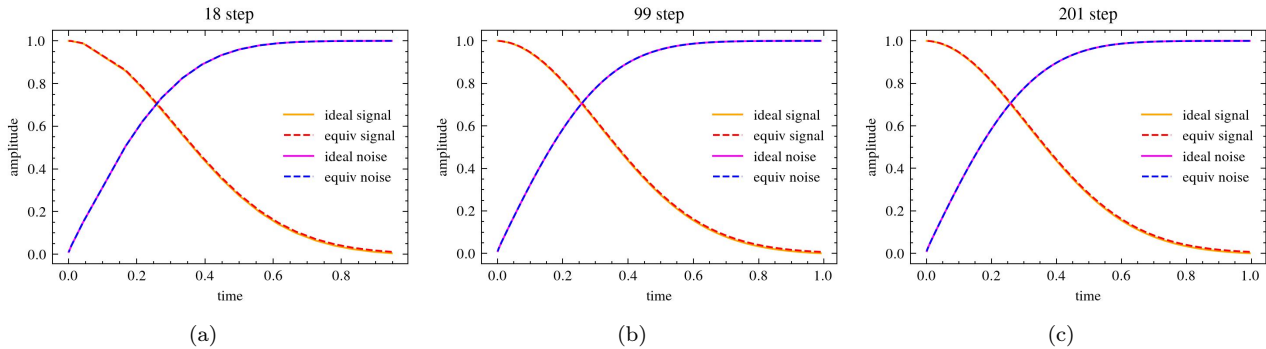 18 step
1.0
0.8
0.6
0.4
0.2
0.0
amplitude
ideal signal
equiv signal
ideal noise
equiv noise
0.0 0.2 0.4 0.6 0.8
time
(a)
99 step
1.0
0.8
0.6
0.4
0.2
0.0
amplitude
ideal signal
equiv signal
ideal noise
equiv noise
0.0 0.2 0.4 0.6 0.8 1.0
time
(b)
201 step
1.0
0.8
0.6
0.4
0.2
0.0
amplitude
ideal signal
equiv signal
ideal noise
equiv noise
0.0 0.2 0.4 0.6 0.8 1.0
time
(c)